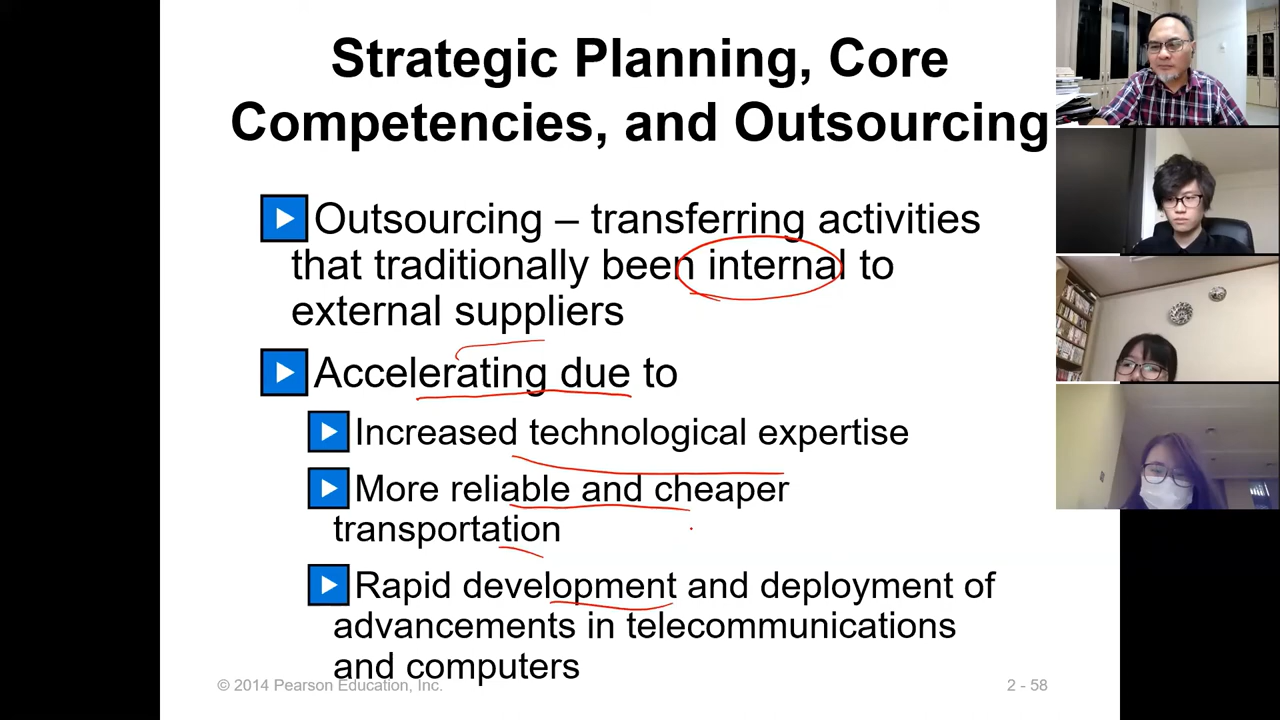 Strategic Planning, Core
Competencies, and Outsourcing
Outsourcing – transferring activities
that traditionally been internal to
external suppliers
Accelerating due to
Increased technological expertise
More reliable and cheaper
transportation
Rapid development and deployment of
advancements in telecommunications
and computers
© 2014 Pearson Education, Inc.
2 - 58